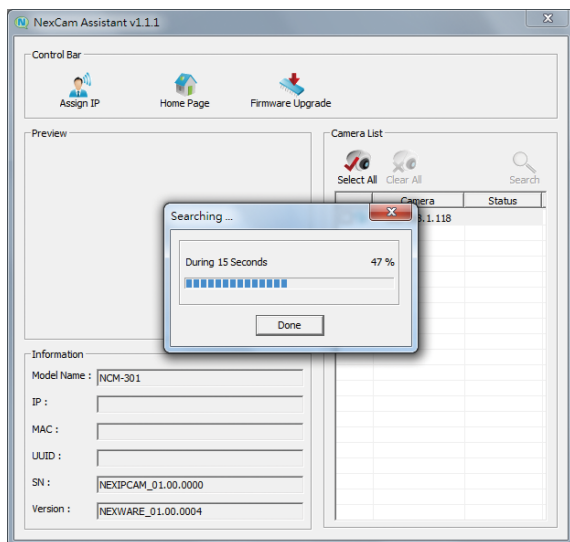 NexCam Assistant v1.1.1
Control Bar
Assign IP
Home Page
Firmware Upgrade
Preview
Camera List
Select All
Clear All
Search
Camera
Status
3.1.118
Searching ...
During 15 Seconds
47 %
Done
Information
Model Name : NCM-301
IP :
MAC :
UUID :
SN : NEXIPCAM_01.00.0000
Version : NEXWARE_01.00.0004